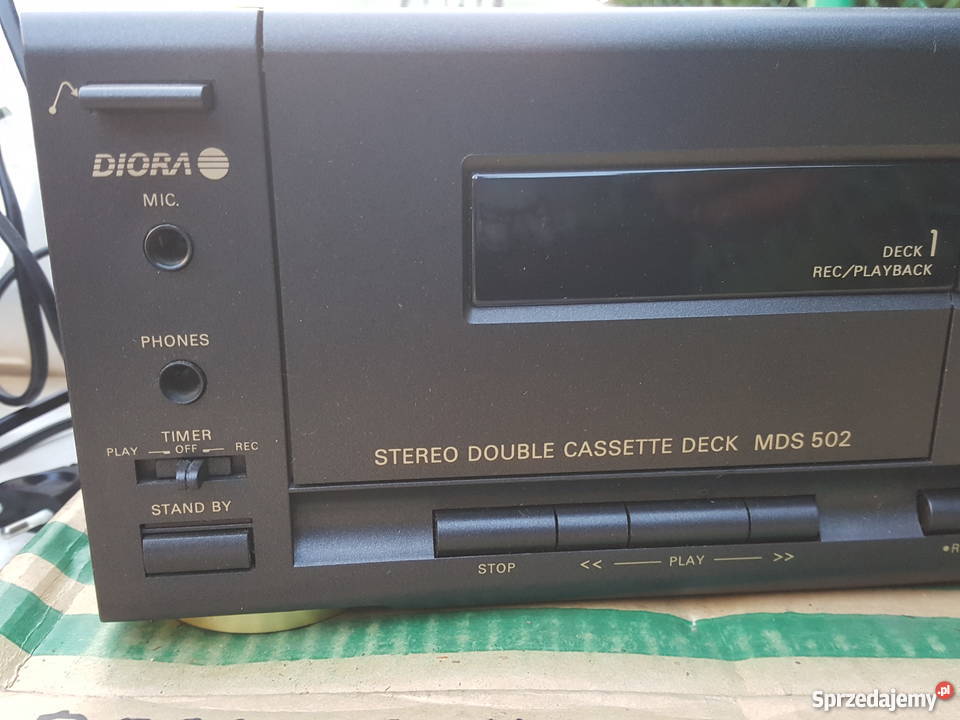 DIORA
MIC.
PHONES
TIMER
PLAY OFF REC
STAND BY
DECK 1
REC/PLAYBACK
STEREO DOUBLE CASSETTE DECK MDS 502
STOP << PLAY >>
Sprzedajemy.pl